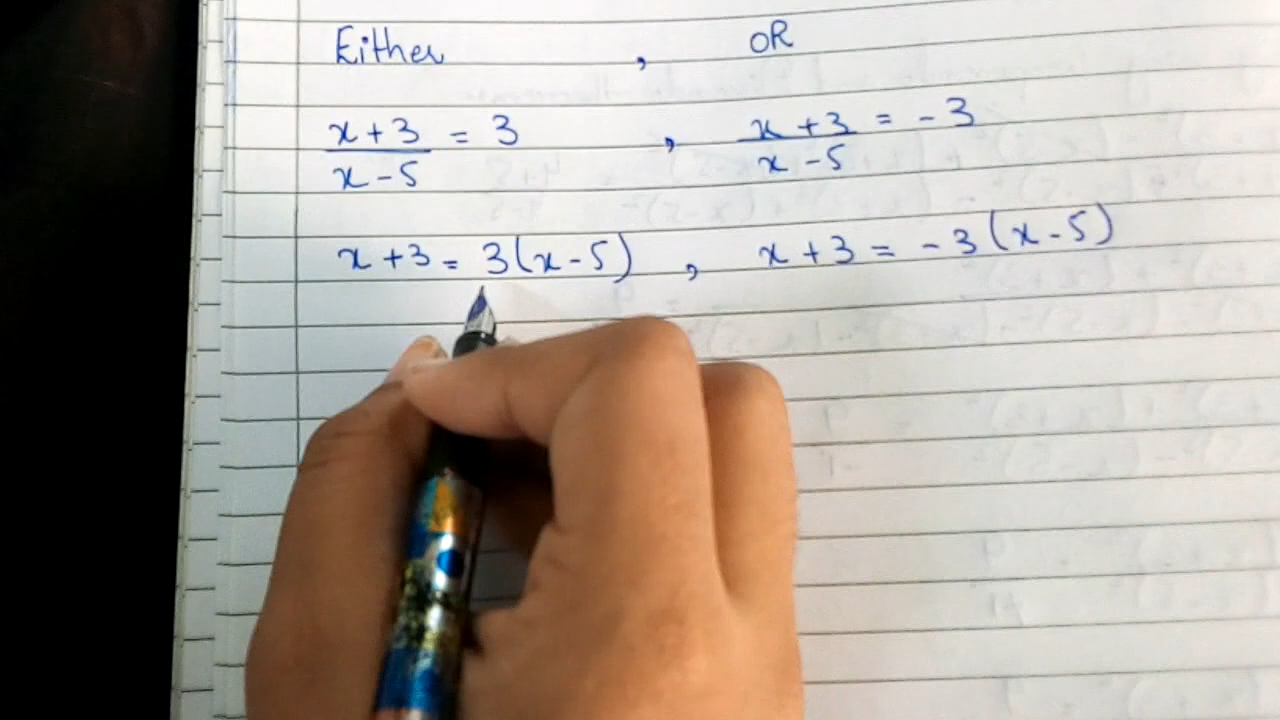 Either , OR
x+3/x-5 = 3 , x+3/x-5 = -3
x+3 = 3(x-5) , x+3 = -3(x-5)